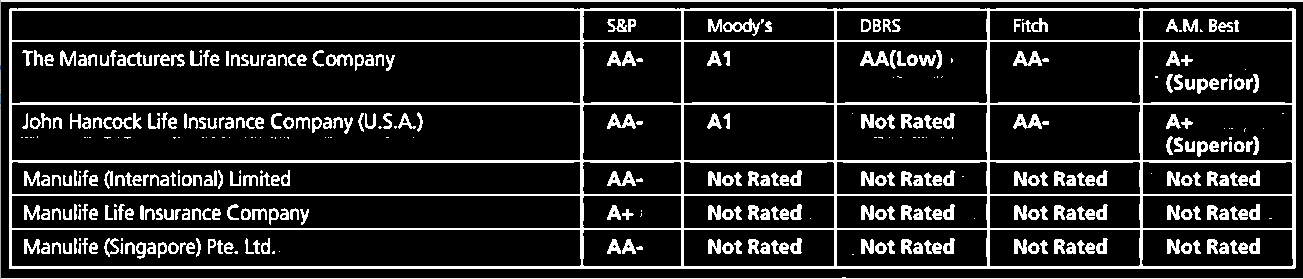 S&P Moody's DBRS Fitch A.M. Best
The Manufacturers Life Insurance Company AA- A1 AA(Low) AA- A+ (Superior)
John Hancock Life Insurance Company (U.S.A.) AA- A1 Not Rated AA- A+ (Superior)
Manulife (International) Limited AA- Not Rated Not Rated Not Rated Not Rated
Manulife Life Insurance Company A+ Not Rated Not Rated Not Rated Not Rated
Manulife (Singapore) Pte. Ltd. AA- Not Rated Not Rated Not Rated Not Rated